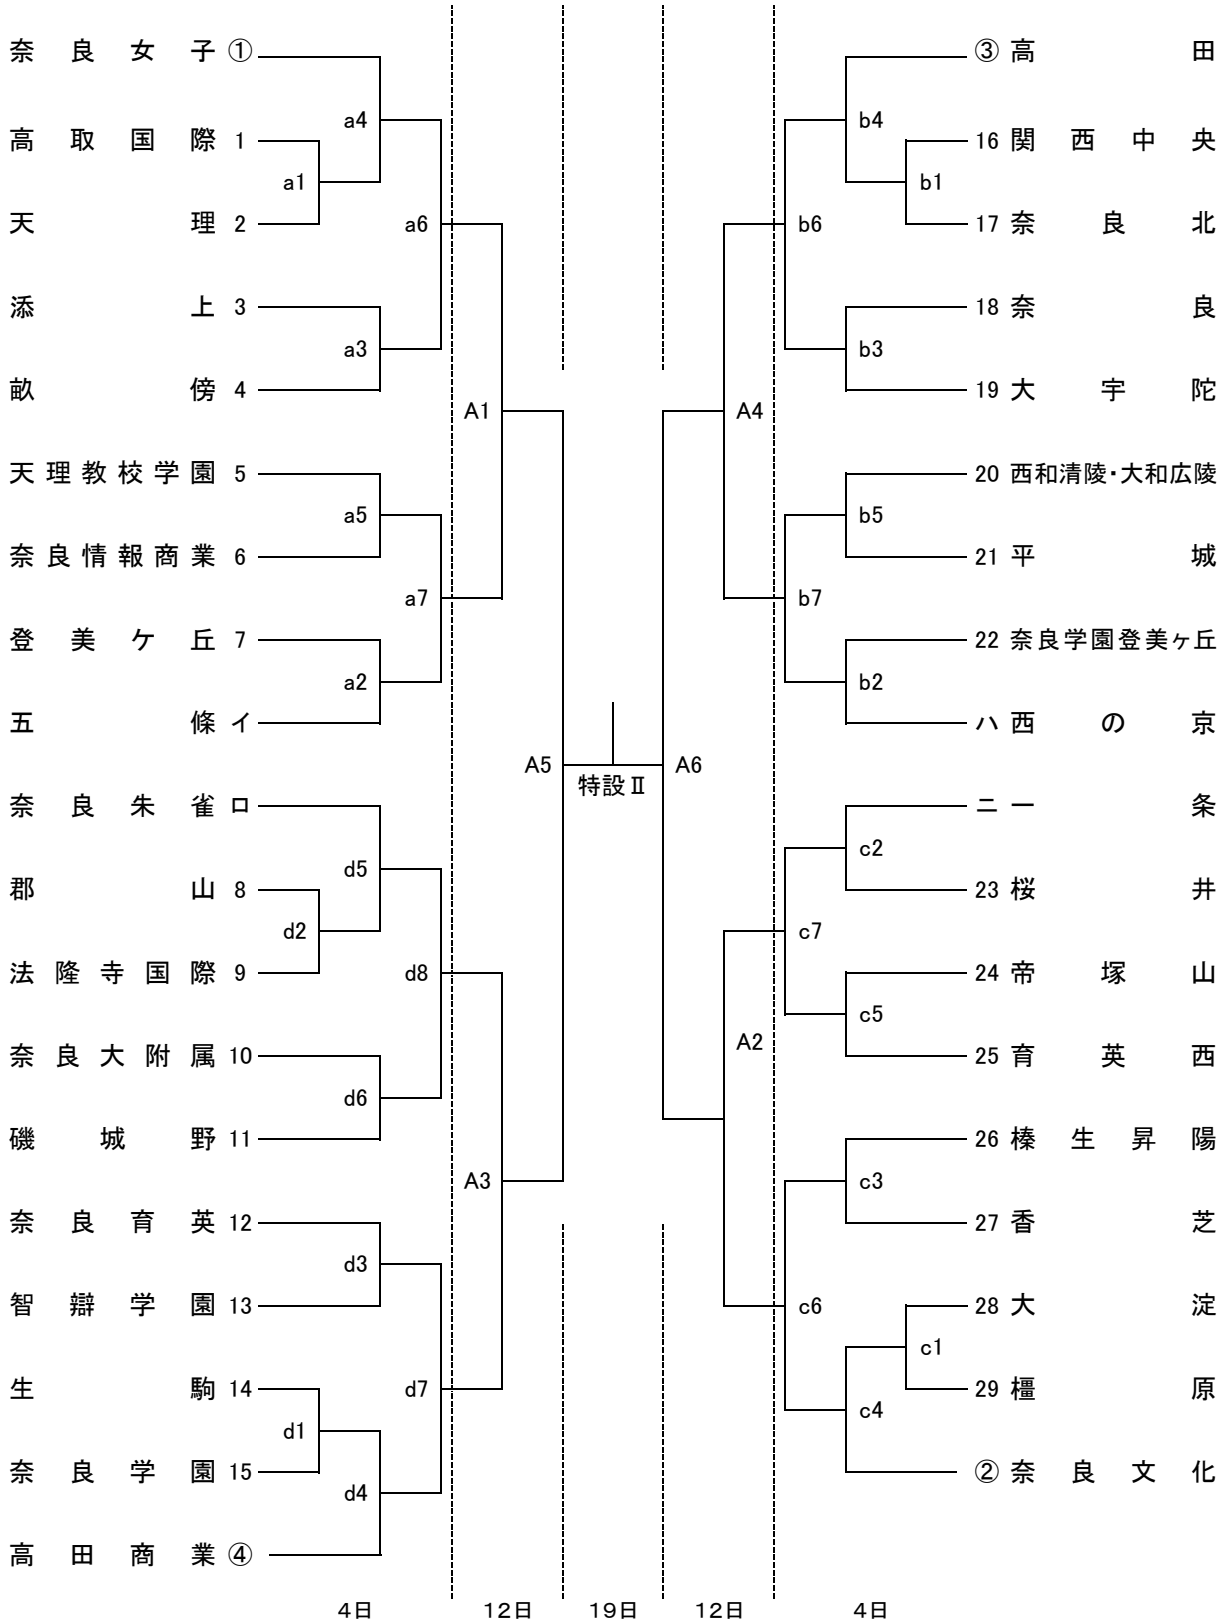 奈良女子 ①
a4
高取国際 1
a1
天理 2
a6
添上 3
a3
畝傍 4
A1
天理教校学園 5
a5
奈良情報商業 6
a7
登美ケ丘 7
a2
五條 イ
A5
奈良朱雀 ロ
d5
郡山 8
d2
法隆寺国際 9
d8
奈良大附属 10
d6
磯城野 11
A3
奈良育英 12
d3
智辯学園 13
生駒 14
d7
d1
奈良学園 15
d4
高田商業 ④
特設Ⅱ
③ 高田
b4
16 関西中央
b1
17 奈良北
b6
18 奈良
b3
19 大宇陀
A4
20 西和清陵・大和広陵
b5
21 平城
b7
22 奈良学園登美ヶ丘
b2
ハ 西の京
A6
ニ 一条
c2
23 桜井
c7
24 帝塚山
c5
25 育英西
A2
26 榛生昇陽
c3
27 香芝
c6
28 大淀
c1
29 橿原
c4
② 奈良文化
4日 12日 19日 12日 4日